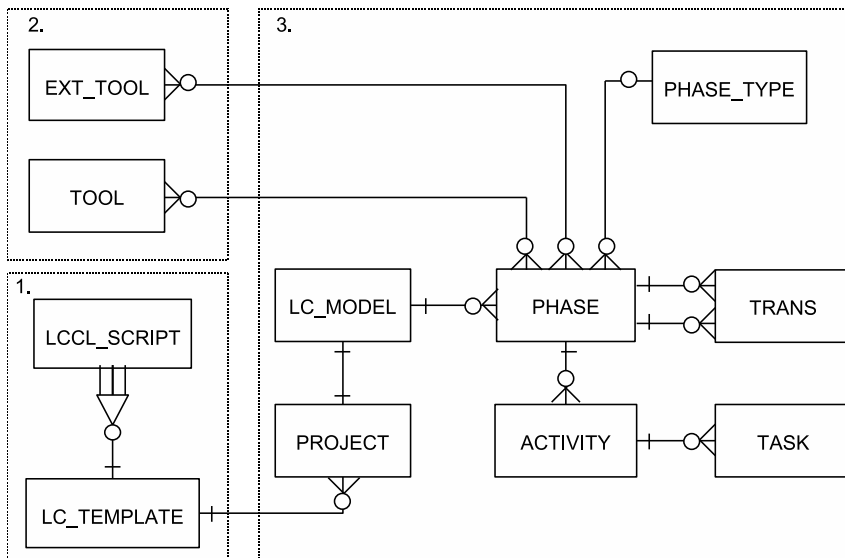 2.
EXT_TOOL
TOOL
1.
LCCL_SCRIPT
LC_TEMPLATE
3.
PHASE_TYPE
LC_MODEL
PHASE
TRANS
PROJECT
ACTIVITY
TASK